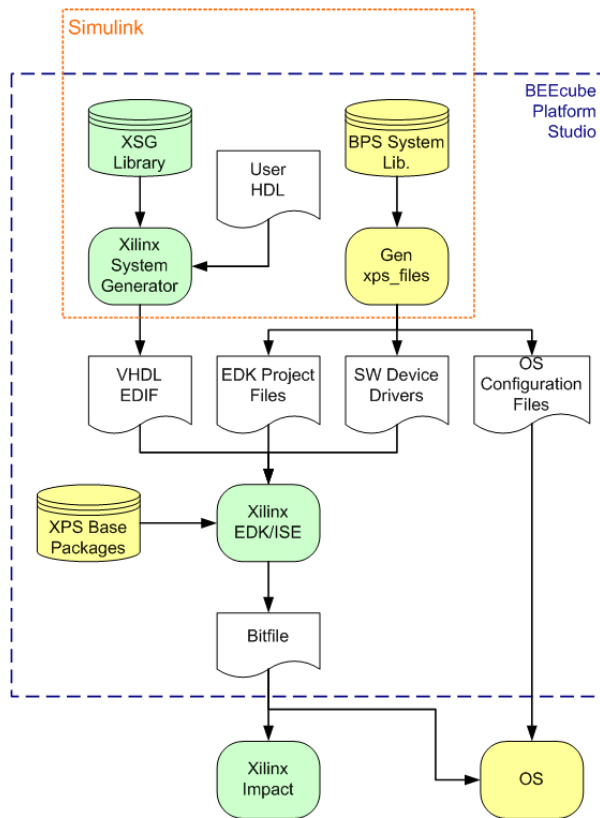 Simulink
BEEcube
Platform
Studio
XSG
Library
User
HDL
BPS System
Lib.
Xilinx
System
Generator
Gen
xps_files
VHDL
EDIF
EDK Project
Files
SW Device
Drivers
OS
Configuration
Files
XPS Base
Packages
Xilinx
EDK/ISE
Bitfile
Xilinx
Impact
OS